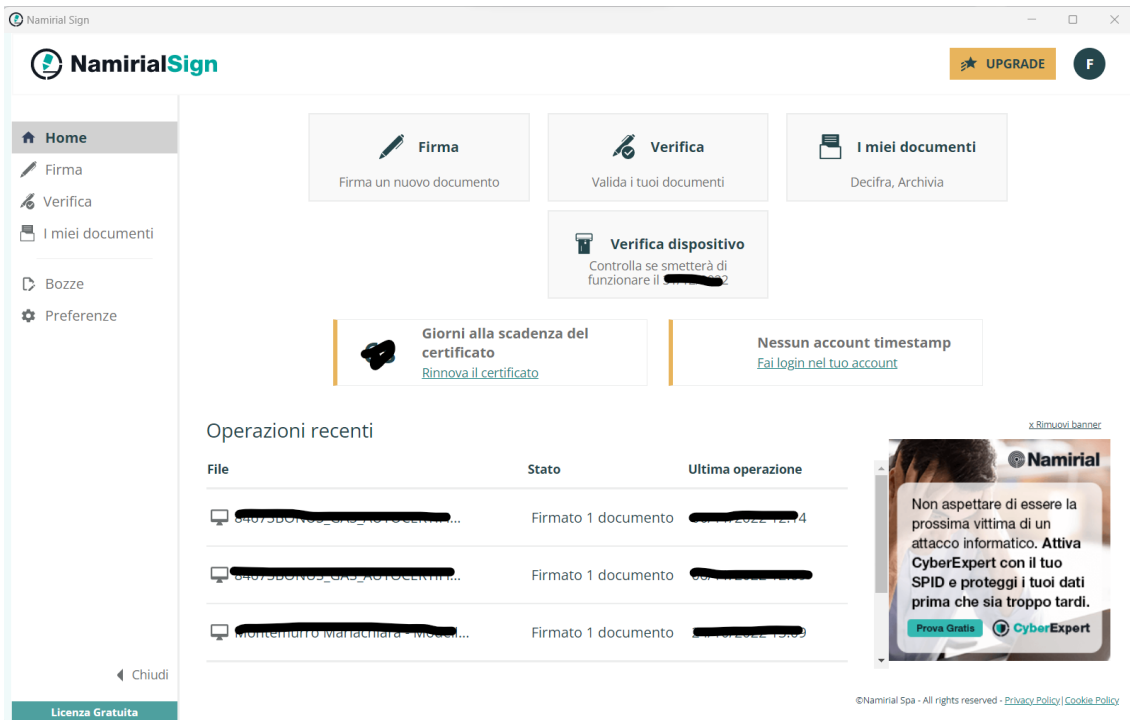 Namirial Sign
NamirialSign
UPGRADE
F
Home
Firma
Verifica
I miei documenti
Bozze
Preferenze
Chiudi
Licenza Gratuita
Firma
Firma un nuovo documento
Verifica
Valida i tuoi documenti
I miei documenti
Decifra, Archivia
Verifica dispositivo
Controlla se smetterà di
funzionare il
Giorni alla scadenza del
certificato
Rinnova il certificato
Nessun account timestamp
Fai login nel tuo account
Operazioni recenti
File Stato Ultima operazione
Firmato 1 documento
Firmato 1 documento
Firmato 1 documento
x Rimuovi banner
Namirial
Non aspettare di essere la
prossima vittima di un
attacco informatico. Attiva
CyberExpert con il tuo
SPID e proteggi i tuoi dati
prima che sia troppo tardi.
Prova Gratis CyberExpert
©Namirial Spa - All rights reserved - Privacy Policy|Cookie Policy